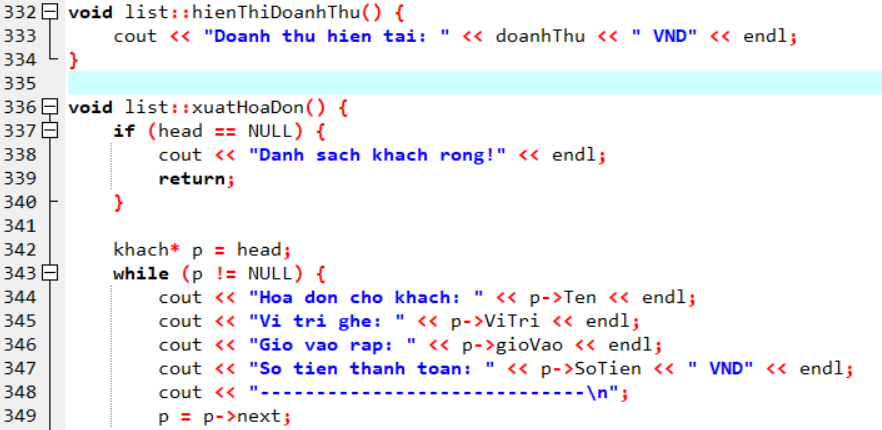 332 void list::hienThiDoanhThu() {
333     cout << "Doanh thu hien tai: " << doanhThu << " VND" << endl;
334 }
335
336 void list::xuatHoaDon() {
337     if (head == NULL) {
338         cout << "Danh sach khach rong!" << endl;
339         return;
340     }
341
342     khach* p = head;
343     while (p != NULL) {
344         cout << "Hoa don cho khach: " << p->Ten << endl;
345         cout << "Vi tri ghe: " << p->ViTri << endl;
346         cout << "Gio vao rap: " << p->gioVao << endl;
347         cout << "So tien thanh toan: " << p->SoTien << " VND" << endl;
348         cout << "-----------------------------\n";
349         p = p->next;